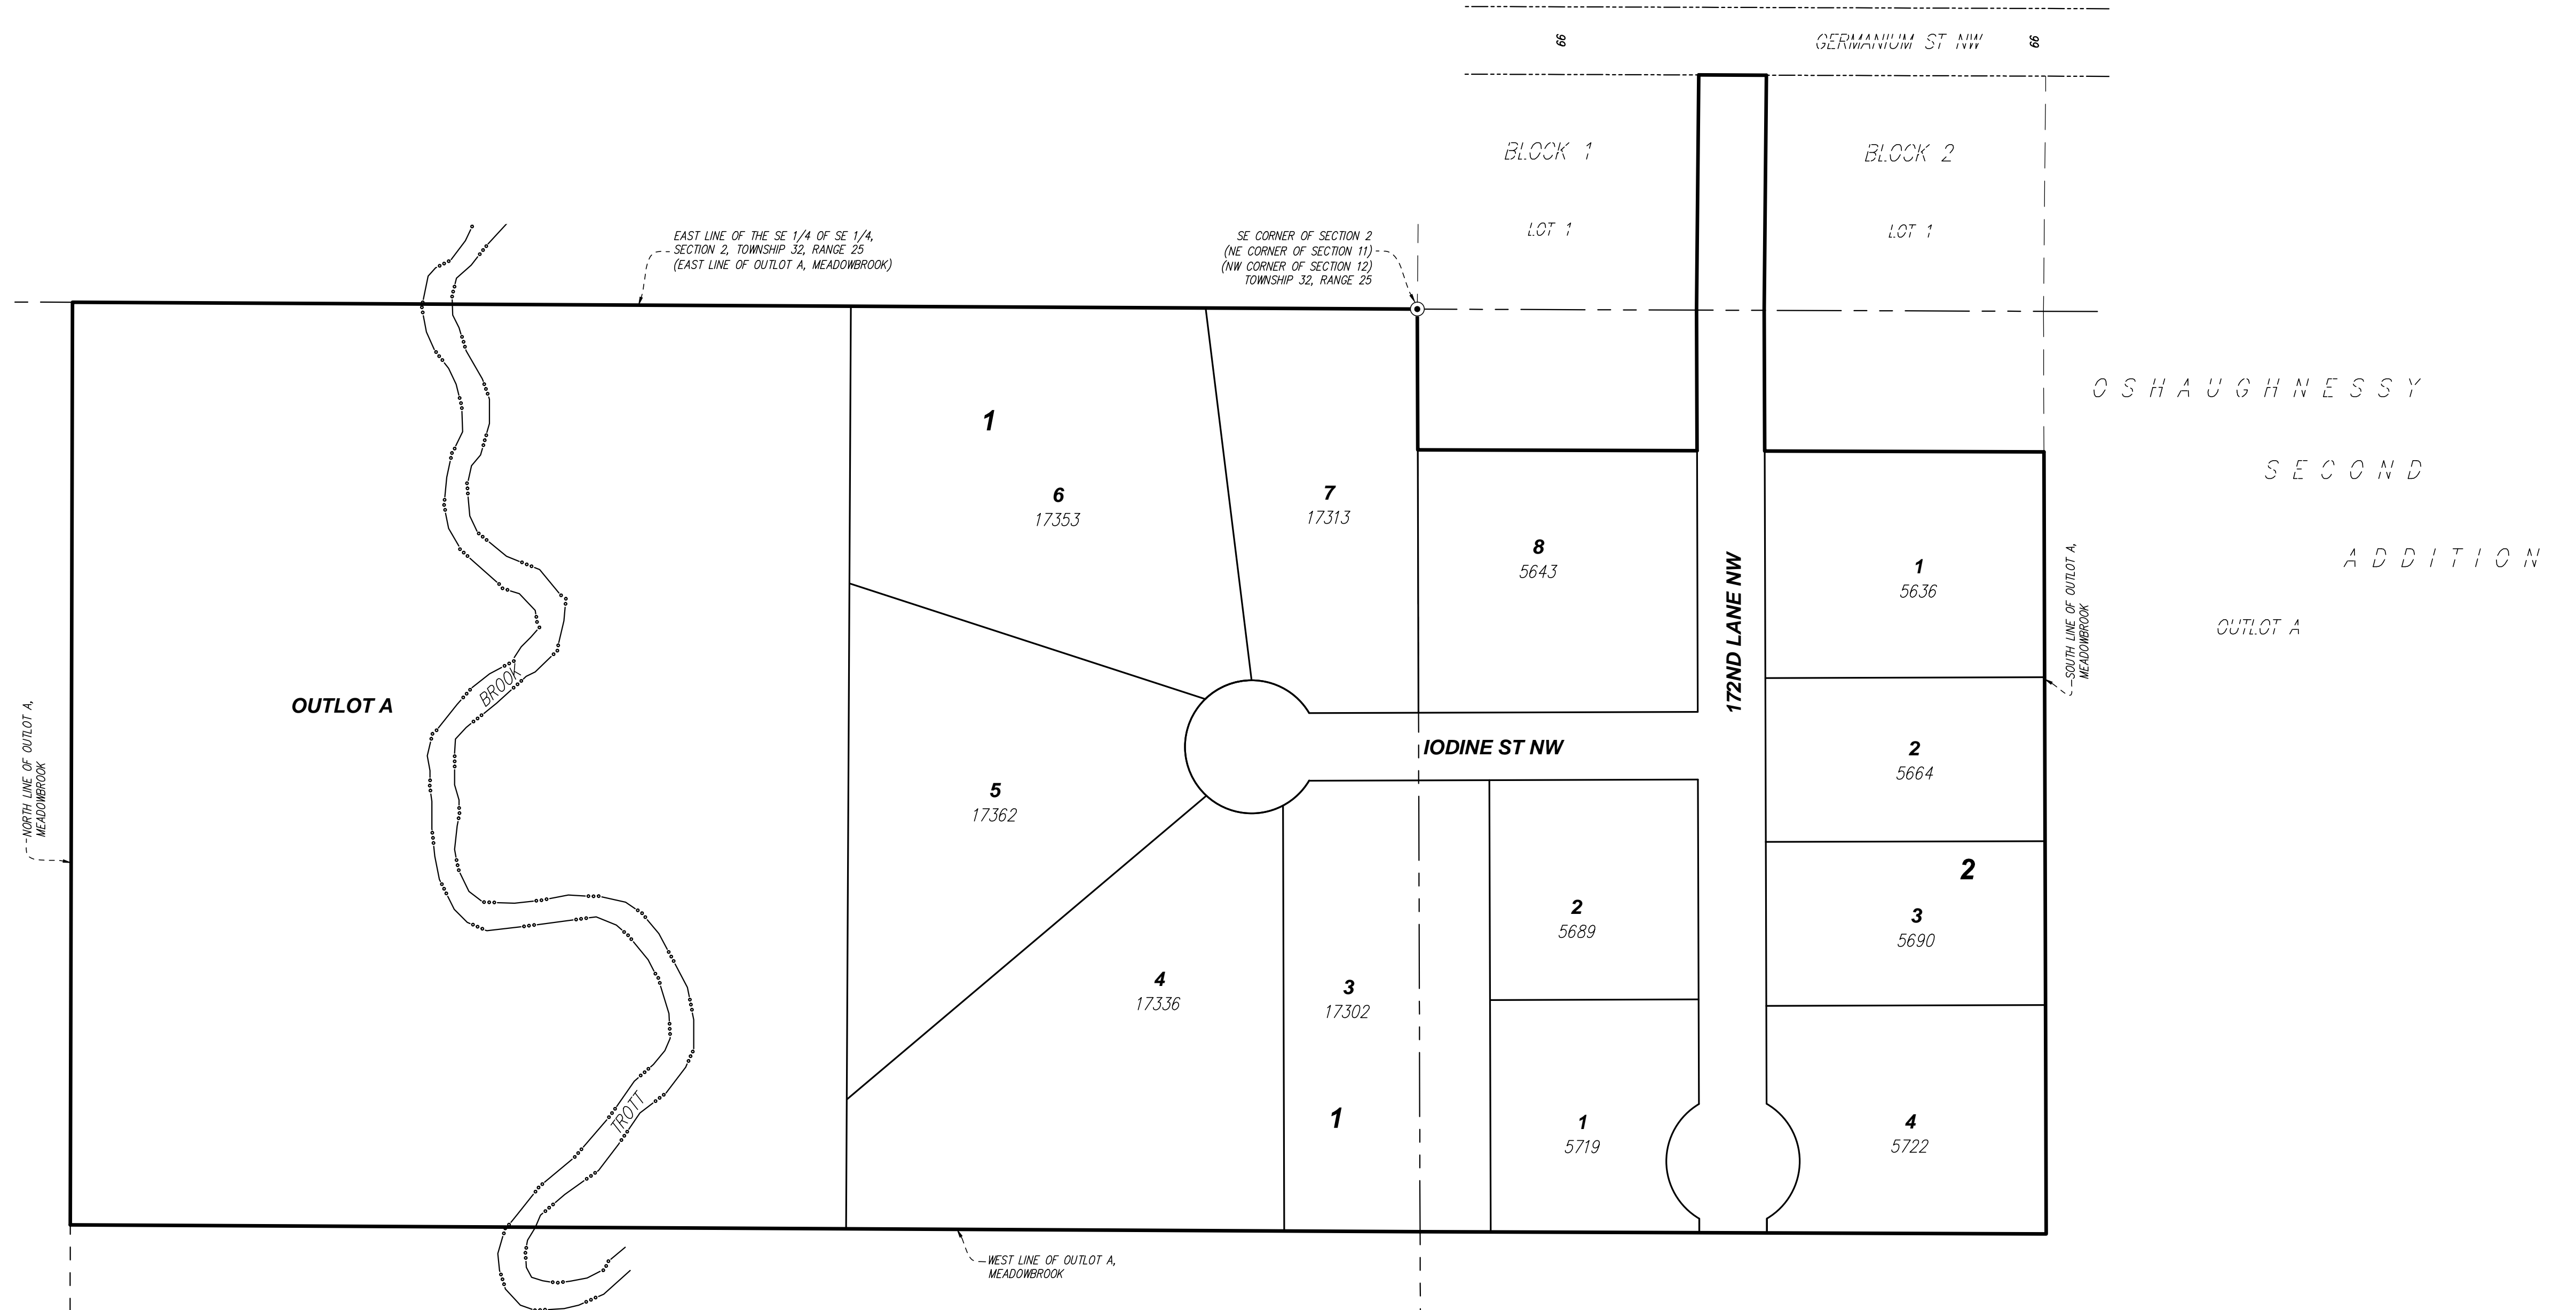 66
GERMANIUM ST NW
66
BLOCK 1
BLOCK 2
LOT 1
LOT 1
EAST LINE OF THE SE 1/4 OF SE 1/4,
SECTION 2, TOWNSHIP 32, RANGE 25
(EAST LINE OF OUTLOT A, MEADOWBROOK)
SE CORNER OF SECTION 2
(NE CORNER OF SECTION 11)
(NW CORNER OF SECTION 12)
TOWNSHIP 32, RANGE 25
OSHAUGHNESSY
SECOND
ADDITION
OUTLOT A
1
6
17353
7
17313
8
5643
172ND LANE NW
1
5636
SOUTH LINE OF OUTLOT A,
MEADOWBROOK
OUTLOT A
BROOK
TROTT
NORTH LINE OF OUTLOT A,
MEADOWBROOK
IODINE ST NW
2
5664
5
17362
2
3
5690
2
5689
4
17336
3
17302
1
1
5719
4
5722
WEST LINE OF OUTLOT A,
MEADOWBROOK